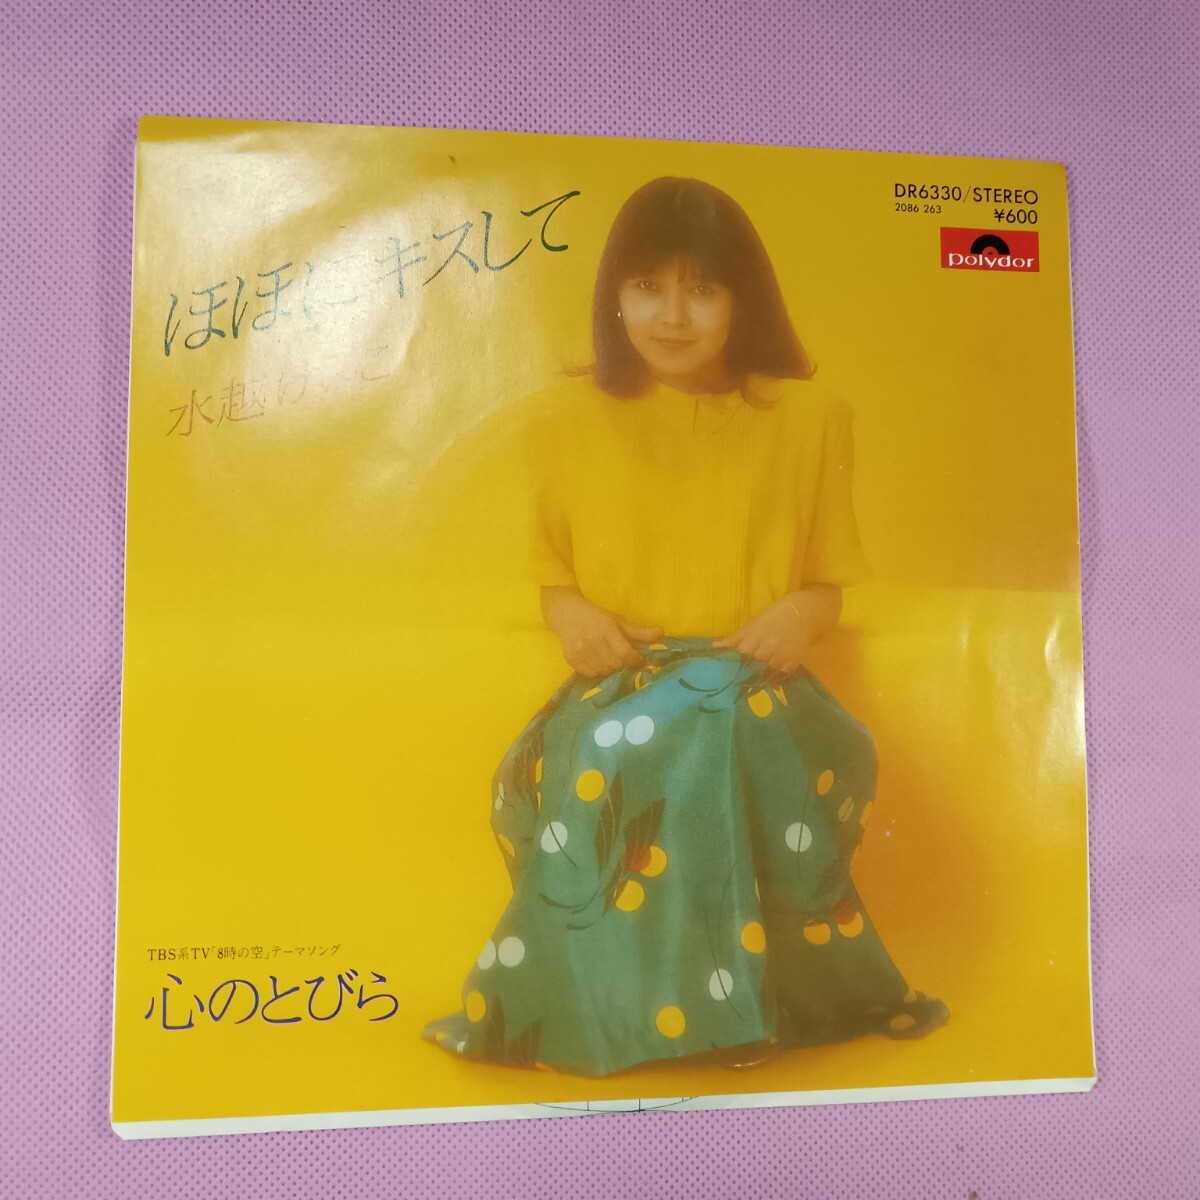 ほほにキスして
水越けいこ
DR6330/STEREO
2086 263
¥600
polydor
TBS系TV「8時の空」テーマソング
心のとびら